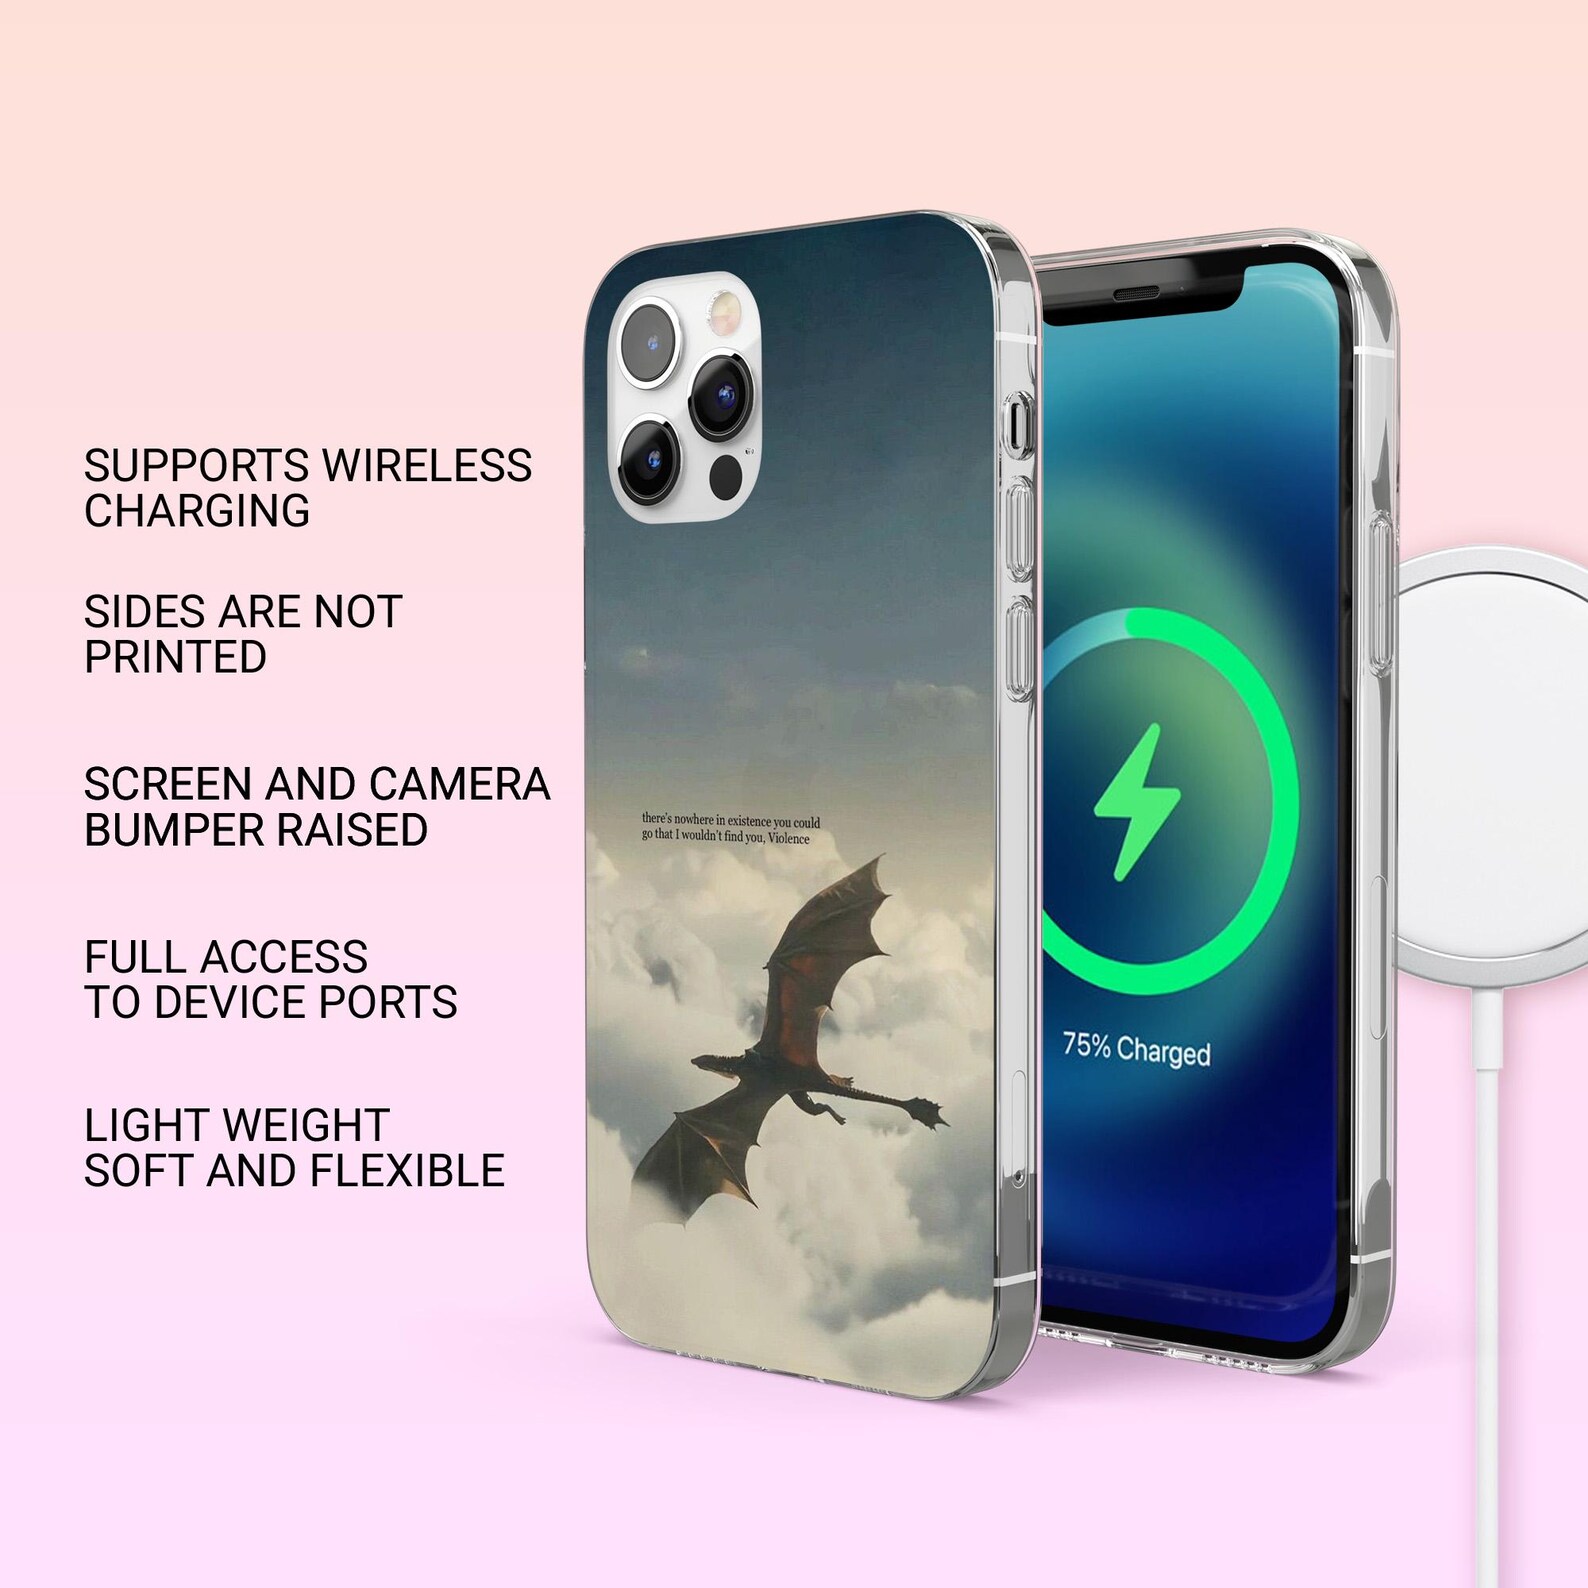 SUPPORTS WIRELESS
CHARGING
SIDES ARE NOT
PRINTED
SCREEN AND CAMERA
BUMPER RAISED
FULL ACCESS
TO DEVICE PORTS
LIGHT WEIGHT
SOFT AND FLEXIBLE
there's nowhere in existence you could
go that I wouldn't find you, Violence
75% Charged